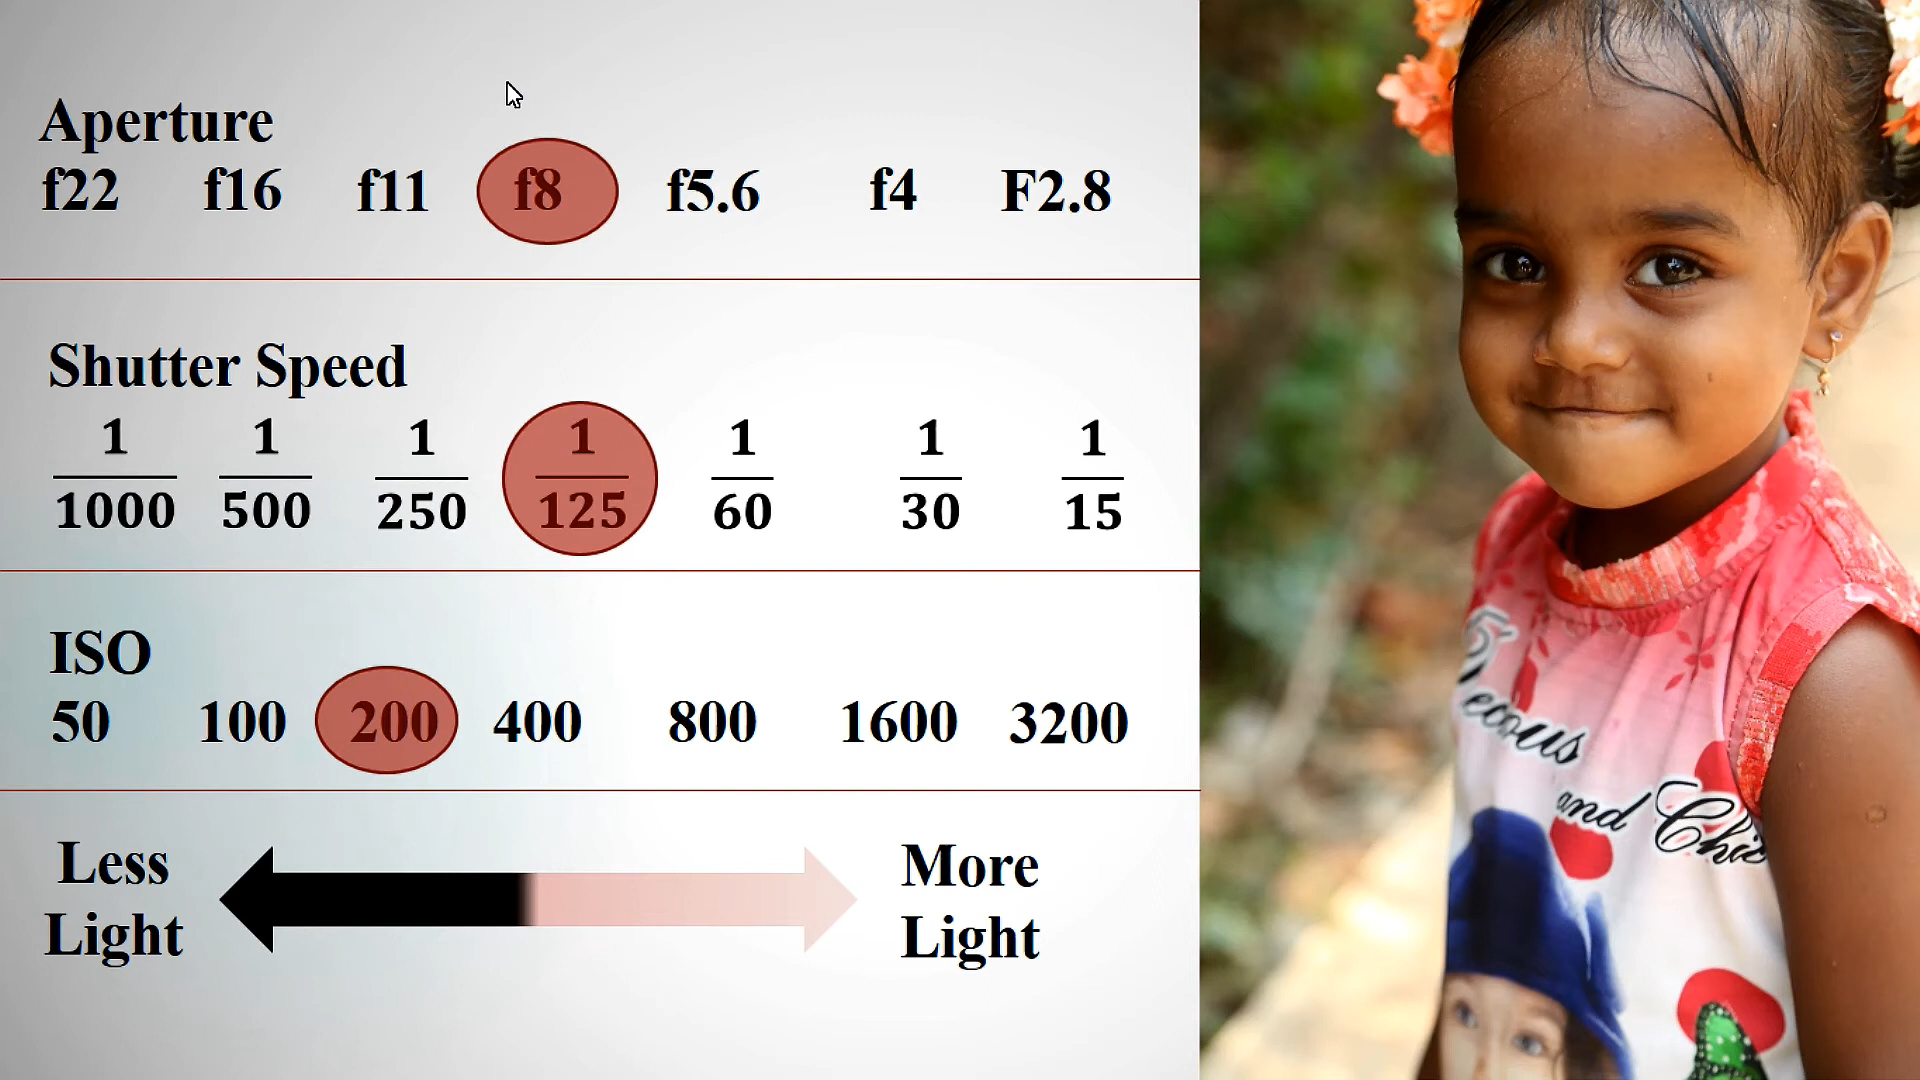 Aperture
f22 f16 f11 f8 f5.6 f4 F2.8
Shutter Speed
1 1 1 1 1 1 1
1000 500 250 125 60 30 15
ISO
50 100 200 400 800 1600 3200
Less
Light
More
Light
and Chic